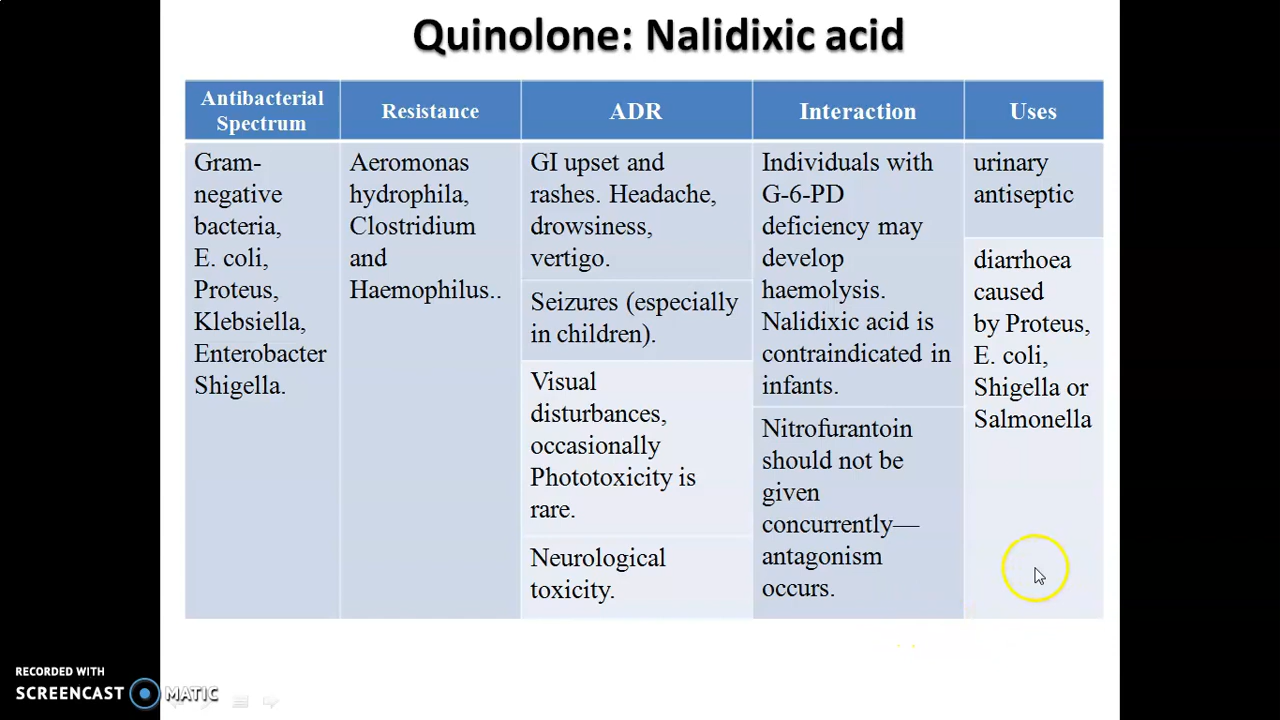 Quinolone: Nalidixic acid
Antibacterial
Spectrum
Resistance
ADR
Interaction
Uses
Gram-
negative
bacteria,
E. coli,
Proteus,
Klebsiella,
Enterobacter
Shigella.
Aeromonas
hydrophila,
Clostridium
and
Haemophilus..
GI upset and
rashes. Headache,
drowsiness,
vertigo.
Seizures (especially
in children).
Visual
disturbances,
occasionally
Phototoxicity is
rare.
Neurological
toxicity.
Individuals with
G-6-PD
deficiency may
develop
haemolysis.
Nalidixic acid is
contraindicated in
infants.
Nitrofurantoin
should not be
given
concurrently—
antagonism
occurs.
urinary
antiseptic
diarrhoea
caused
by Proteus,
E. coli,
Shigella or
Salmonella
RECORDED WITH
SCREENCAST MATIC